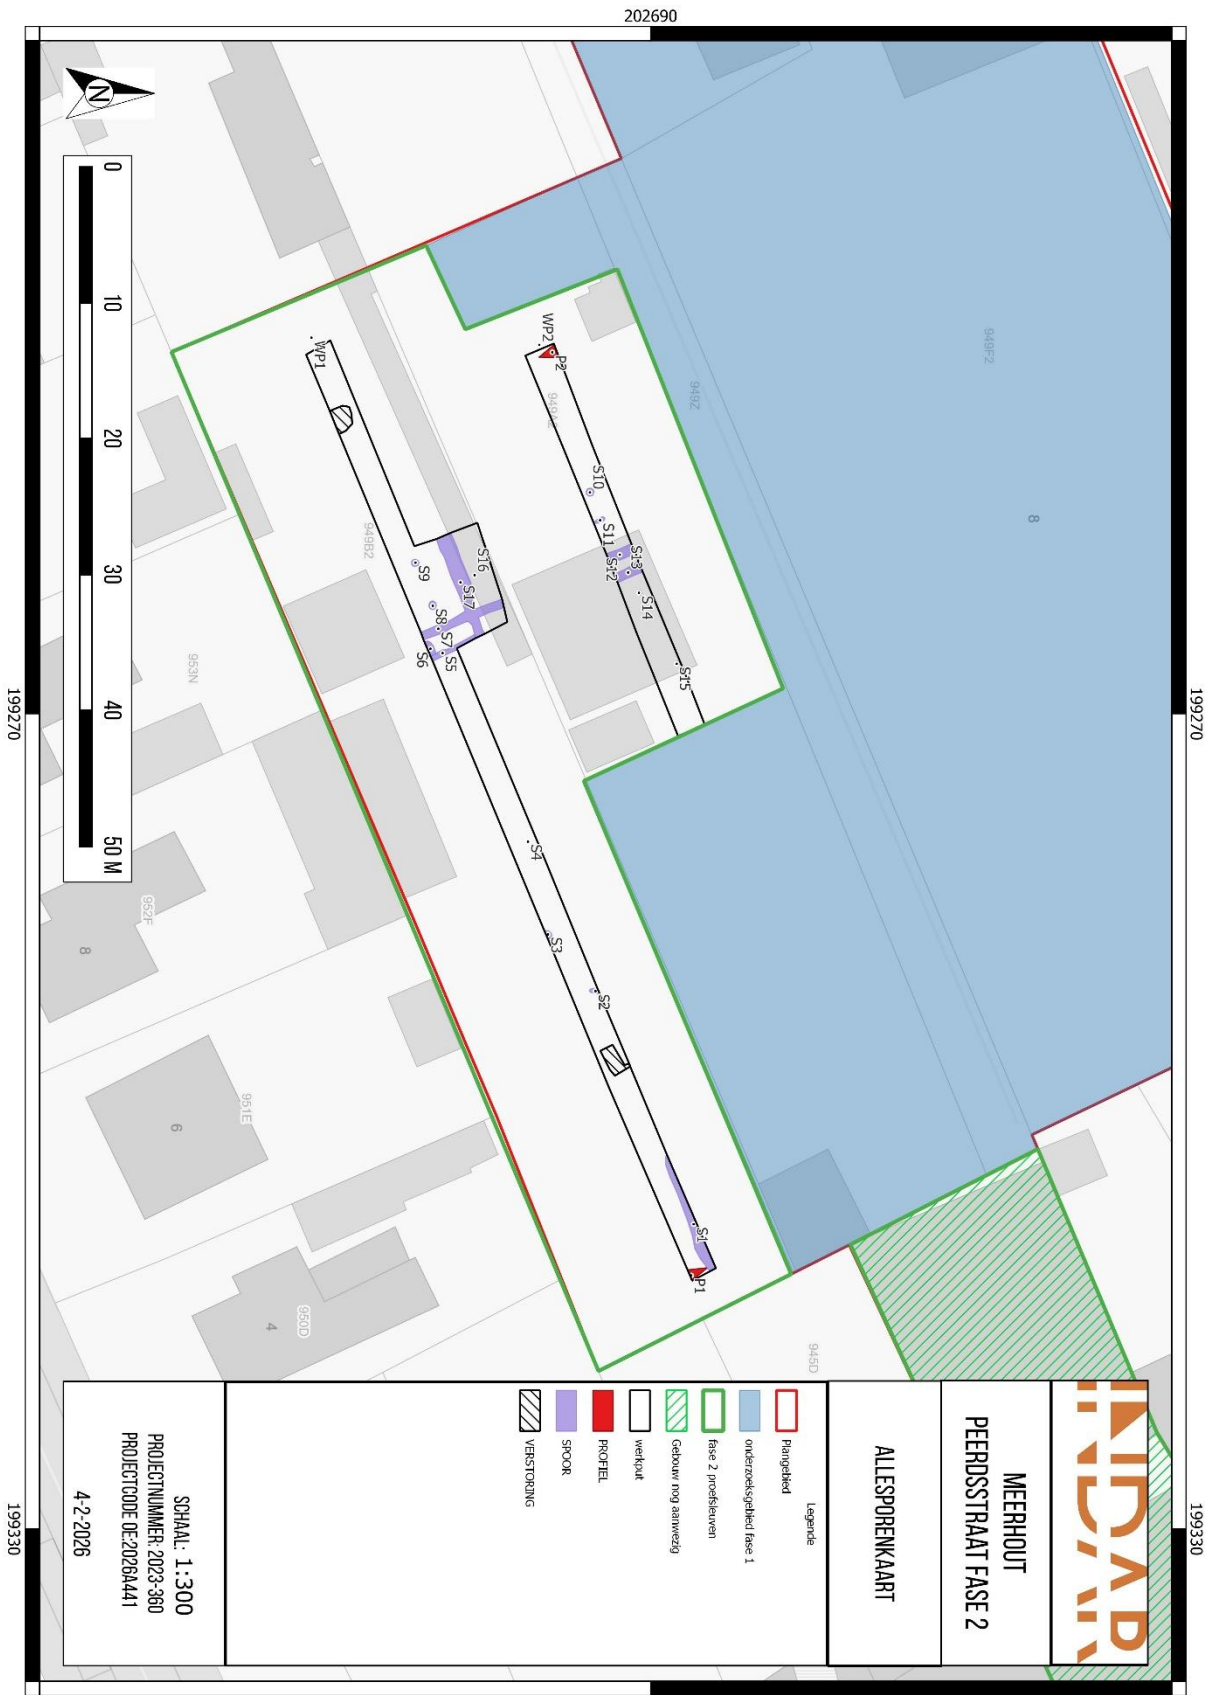 202690
199270
199330
199270
199330
N
0
10
20
30
40
50 M
949F2
8
949Z
WP2
P2
949A2
S10
S11
S12
S13
S14
S15
WP1
949B2
S16
S17
S9
S8
S7
S6
S5
S4
S3
S2
S1
P1
953N
952F
8
951E
6
950D
4
945D
MEERHOUT
PEERDSSTRAAT FASE 2
ALLESPORENKAART
Legende
Plangebied
onderzoeksgebied fase 1
fase 2 proefsleuven
Gebouw nog aanwezig
werkput
PROFIEL
SPOOR
VERSTORING
SCHAAL: 1:300
PROJECTNUMMER: 2023-360
PROJECTCODE OE2026A441
4-2-2026